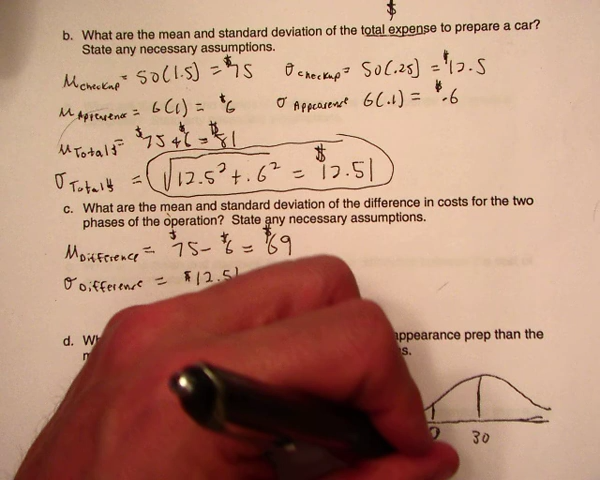 $
b. What are the mean and standard deviation of the total expense to prepare a car?
State any necessary assumptions.
μCheckup = 50(1.5) = $75 σCheckup = 50(.25) = $12.5
μAppearance = 6(1) = $6 σAppearance 6(.1) = $.6
μTotal$ = $75 + $6 = $81
σTotal$ = √12.5² + .6² = $12.51
c. What are the mean and standard deviation of the difference in costs for the two
phases of the operation? State any necessary assumptions.
μDifference = $75 - $6 = $69
σDifference = $12.51
d. appearance prep than the
30